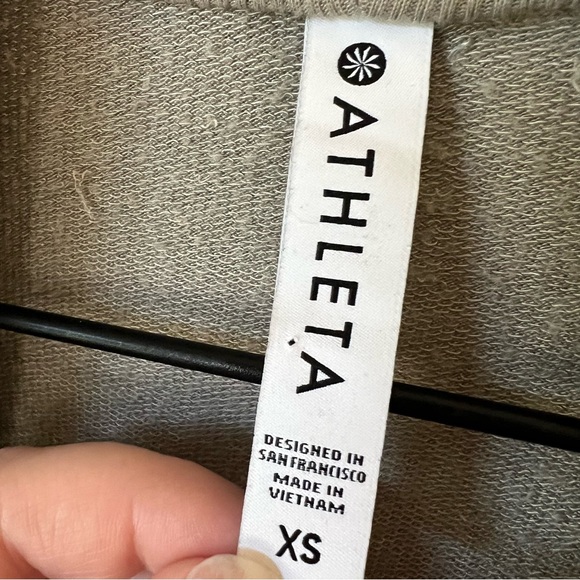 ATHLETA
DESIGNED IN
SAN FRANCISCO
MADE IN
VIETNAM
XS